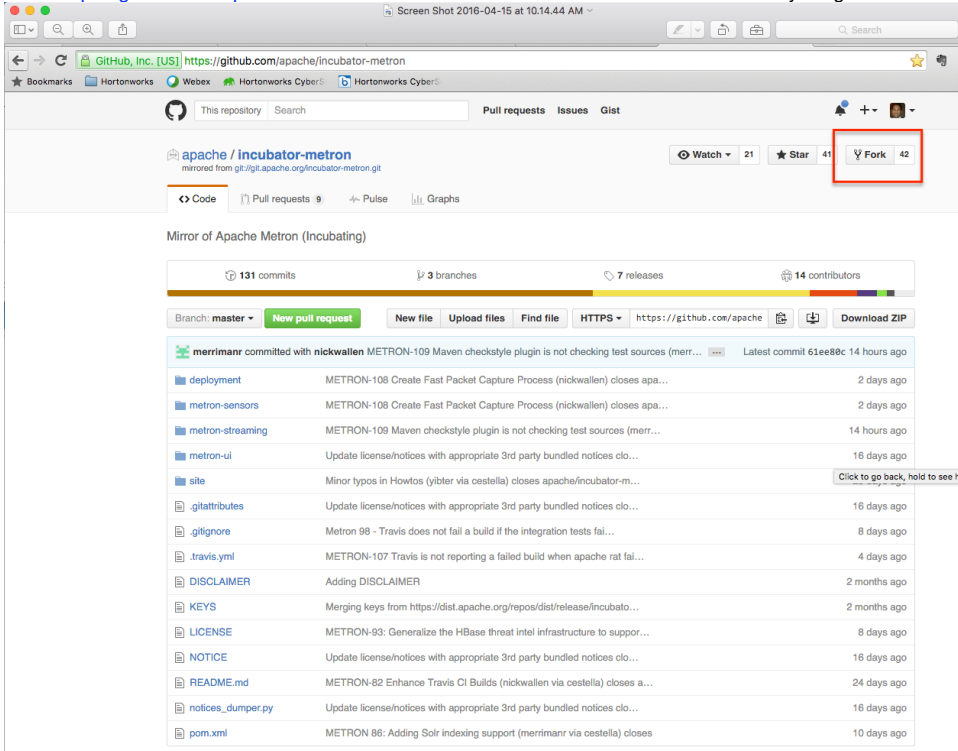 Screen Shot 2016-04-15 at 10.14.44 AM
Search
GitHub, Inc. [US] https://github.com/apache/incubator-metron
Bookmarks Hortonworks Webex Hortonworks CyberS Hortonworks CyberS
This repository Search Pull requests Issues Gist
apache / incubator-metron Watch 21 Star 41 Fork 42
mirrored from git://git.apache.org/incubator-metron.git
Code Pull requests 9 Pulse Graphs
Mirror of Apache Metron (Incubating)
131 commits 3 branches 7 releases 14 contributors
Branch: master New pull request New file Upload files Find file HTTPS https://github.com/apache Download ZIP
merrimanr committed with nickwallen METRON-109 Maven checkstyle plugin is not checking test sources (merr… … Latest commit 61ee80c 14 hours ago
deployment METRON-108 Create Fast Packet Capture Process (nickwallen) closes apa… 2 days ago
metron-sensors METRON-108 Create Fast Packet Capture Process (nickwallen) closes apa… 2 days ago
metron-streaming METRON-109 Maven checkstyle plugin is not checking test sources (merr… 14 hours ago
metron-ui Update license/notices with appropriate 3rd party bundled notices clo… 16 days ago
Click to go back, hold to see h
site Minor typos in Howtos (yibter via cestella) closes apache/incubator-m…
.gitattributes Update license/notices with appropriate 3rd party bundled notices clo… 16 days ago
.gitignore Metron 98 - Travis does not fail a build if the integration tests fai… 8 days ago
.travis.yml METRON-107 Travis is not reporting a failed build when apache rat fai… 4 days ago
DISCLAIMER Adding DISCLAIMER 2 months ago
KEYS Merging keys from https://dist.apache.org/repos/dist/release/incubato… 2 months ago
LICENSE METRON-93: Generalize the HBase threat intel infrastructure to suppor… 8 days ago
NOTICE Update license/notices with appropriate 3rd party bundled notices clo… 16 days ago
README.md METRON-82 Enhance Travis CI Builds (nickwallen via cestella) closes a… 24 days ago
notices_dumper.py Update license/notices with appropriate 3rd party bundled notices clo… 16 days ago
pom.xml METRON 86: Adding Solr indexing support (merrimanr via cestella) closes 10 days ago